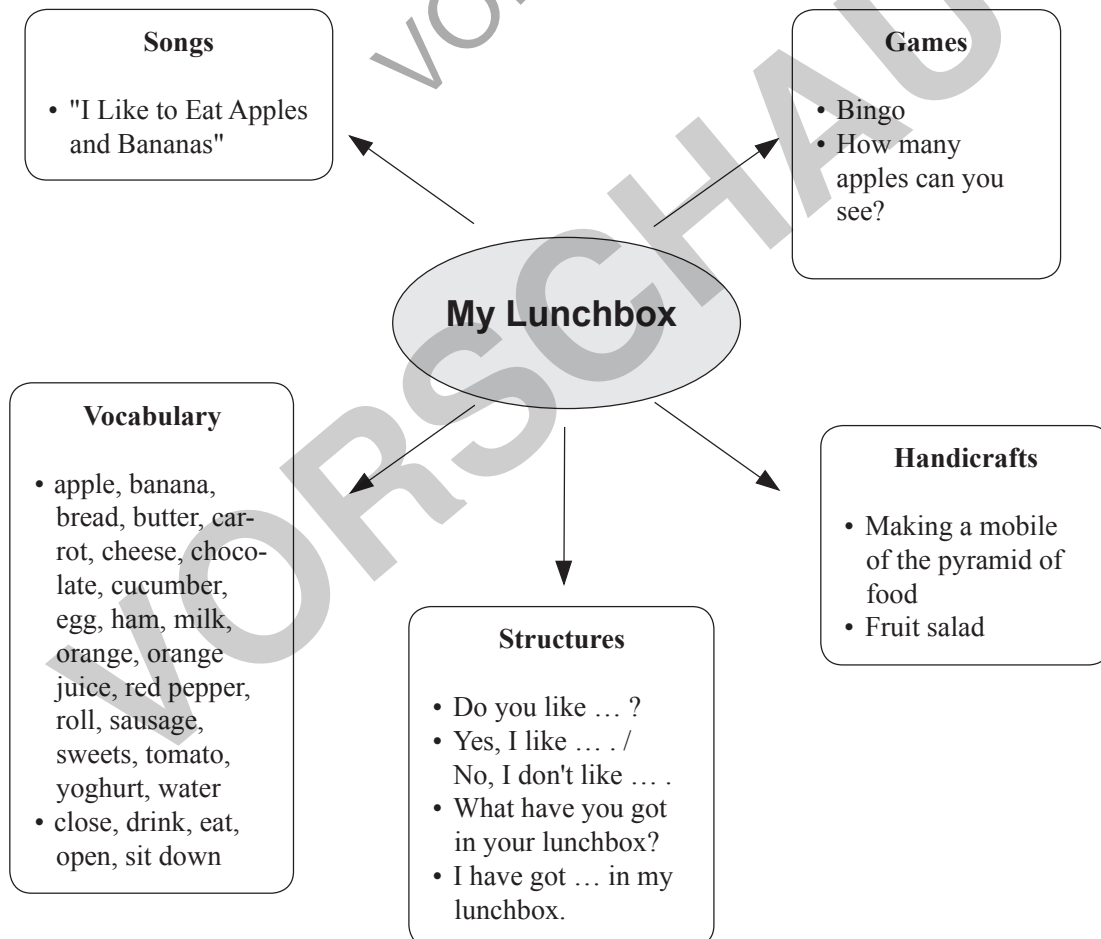 Songs
• "I Like to Eat Apples
and Bananas"
Games
• Bingo
• How many
apples can you
see?
My Lunchbox
Vocabulary
• apple, banana,
bread, butter, car-
rot, cheese, choco-
late, cucumber,
egg, ham, milk,
orange, orange
juice, red pepper,
roll, sausage,
sweets, tomato,
yoghurt, water
• close, drink, eat,
open, sit down
Handicrafts
• Making a mobile
of the pyramid of
food
• Fruit salad
Structures
• Do you like … ?
• Yes, I like … . /
No, I don't like … .
• What have you got
in your lunchbox?
• I have got … in my
lunchbox.
VORSCHAU